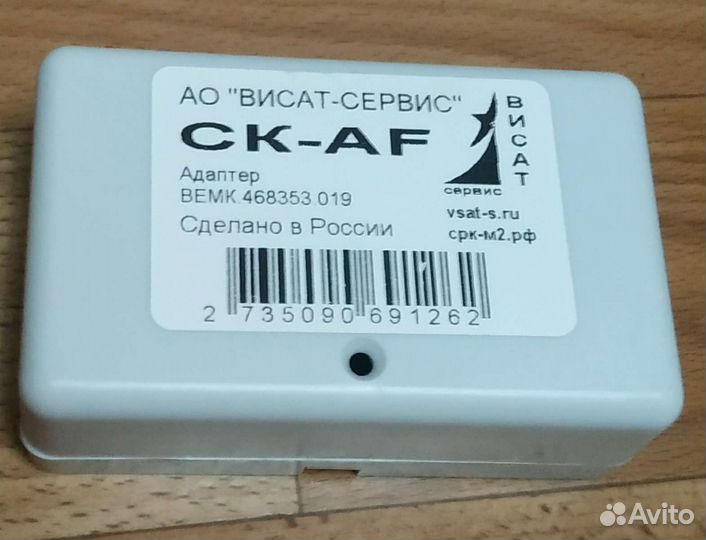 АО "ВИСАТ-СЕРВИС"
СК-AF
Адаптер
ВЕМК.468353.019
Сделано в России
2 735090 691262
ВИСАТ
сервис
vsat-s.ru
срк-м2.рф
Avito